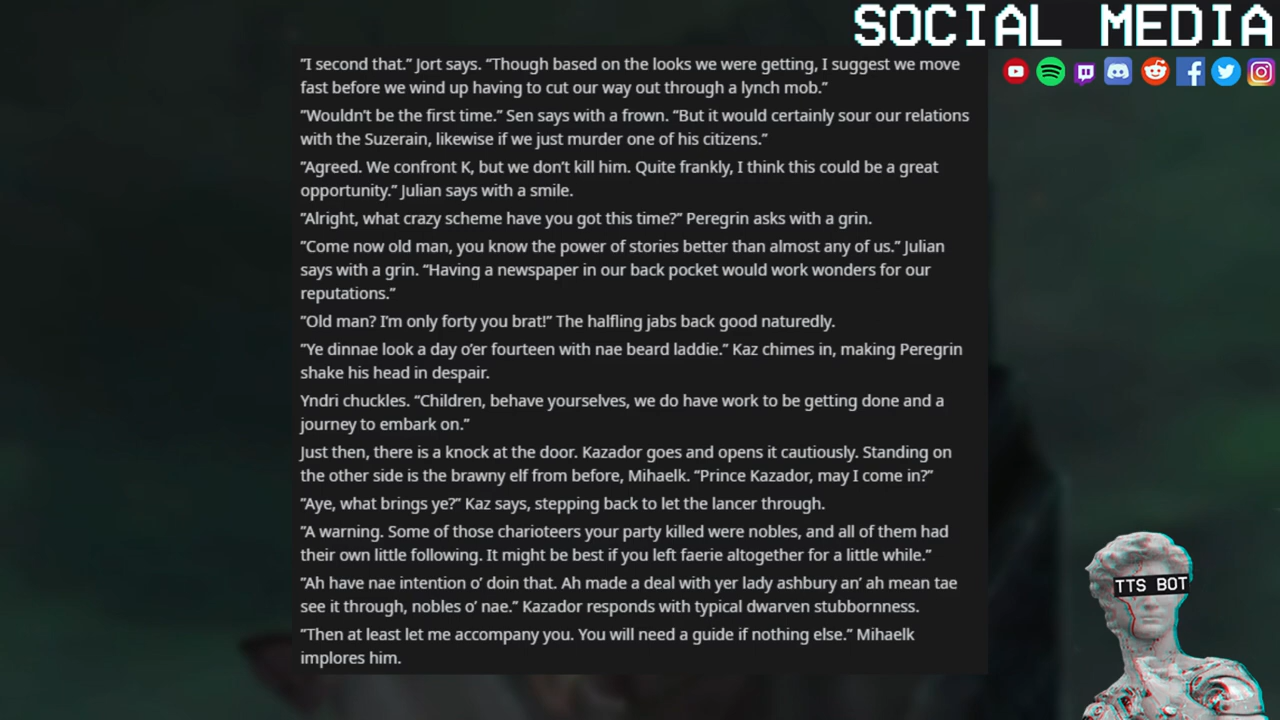 SOCIAL MEDIA
"I second that." Jort says. "Though based on the looks we were getting, I suggest we move
fast before we wind up having to cut our way out through a lynch mob."
"Wouldn't be the first time." Sen says with a frown. "But it would certainly sour our relations
with the Suzerain, likewise if we just murder one of his citizens."
"Agreed. We confront K, but we don't kill him. Quite frankly, I think this could be a great
opportunity." Julian says with a smile.
"Alright, what crazy scheme have you got this time?" Peregrin asks with a grin.
"Come now old man, you know the power of stories better than almost any of us." Julian
says with a grin. "Having a newspaper in our back pocket would work wonders for our
reputations."
"Old man? I'm only forty you brat!" The halfling jabs back good naturedly.
"Ye dinnae look a day o'er fourteen with nae beard laddie." Kaz chimes in, making Peregrin
shake his head in despair.
Yndri chuckles. "Children, behave yourselves, we do have work to be getting done and a
journey to embark on."
Just then, there is a knock at the door. Kazador goes and opens it cautiously. Standing on
the other side is the brawny elf from before, Mihaelk. "Prince Kazador, may I come in?"
"Aye, what brings ye?" Kaz says, stepping back to let the lancer through.
"A warning. Some of those charioteers your party killed were nobles, and all of them had
their own little following. It might be best if you left faerie altogether for a little while."
"Ah have nae intention o' doin that. Ah made a deal with yer lady ashbury an' ah mean tae
see it through, nobles o' nae." Kazador responds with typical dwarven stubbornness.
"Then at least let me accompany you. You will need a guide if nothing else." Mihaelk
implores him.
TTS BOT